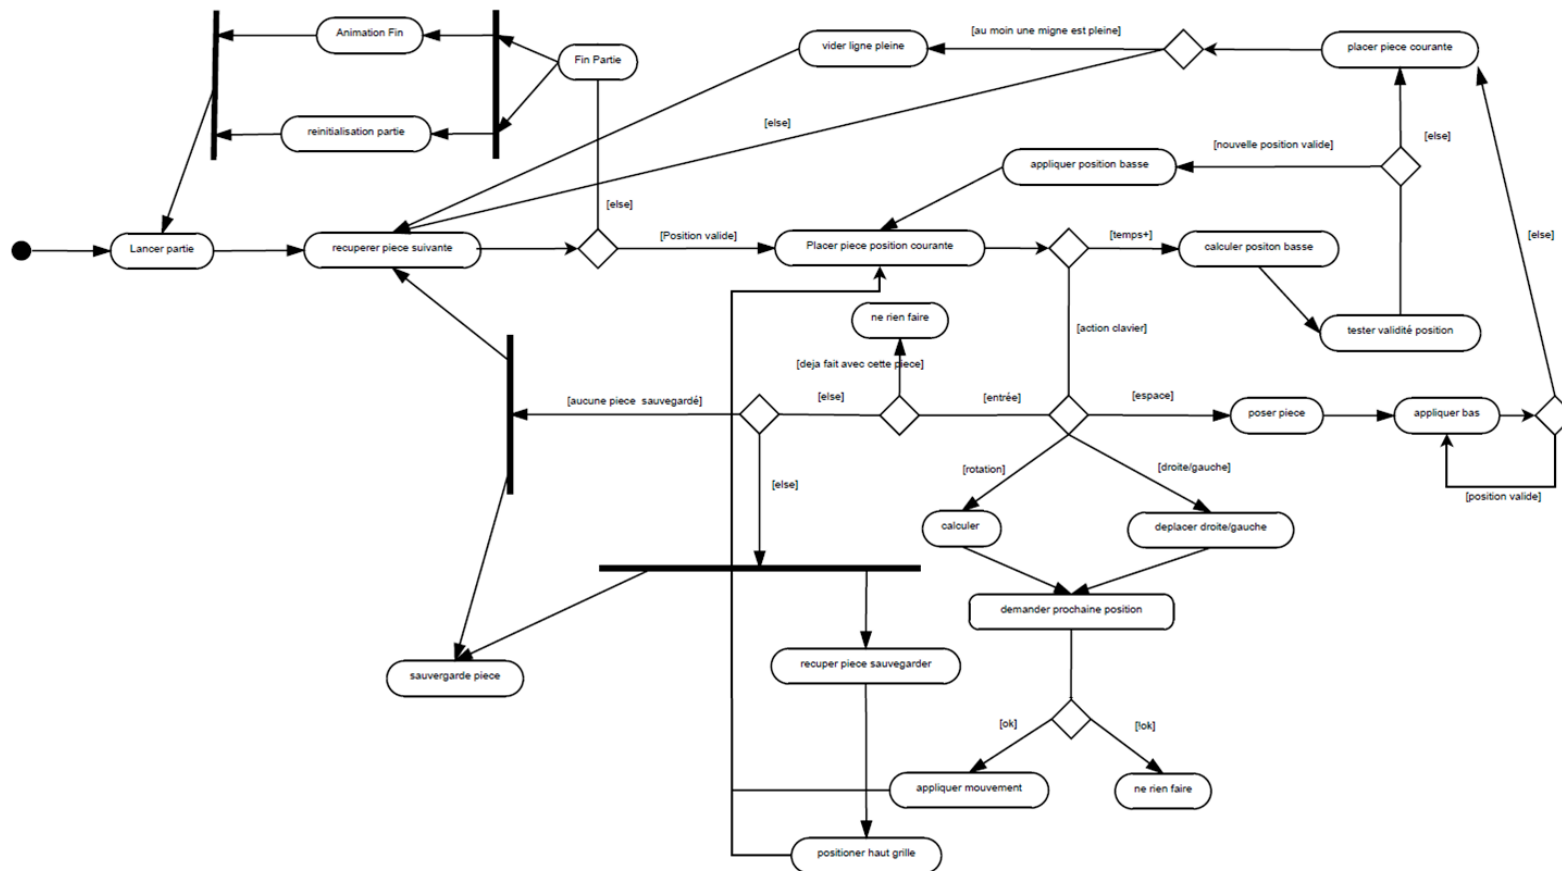 Animation Fin
vider ligne pleine
[au moin une migne est pleine]
placer piece courante
Fin Partie
reinitialisation partie
[else]
[else]
[nouvelle position valide]
appliquer position basse
[else]
[Position valide]
[temps+]
[else]
Lancer partie
recuperer piece suivante
Placer piece position courante
calculer positon basse
ne rien faire
[action clavier]
tester validité position
[deja fait avec cette piece]
[aucune piece sauvegardé]
[else]
[entrée]
[espace]
poser piece
appliquer bas
[rotation]
[droite/gauche]
[else]
[position valide]
calculer
deplacer droite/gauche
demander prochaine position
recuper piece sauvegarder
sauvergarde piece
[ok]
[!ok]
appliquer mouvement
ne rien faire
positioner haut grille